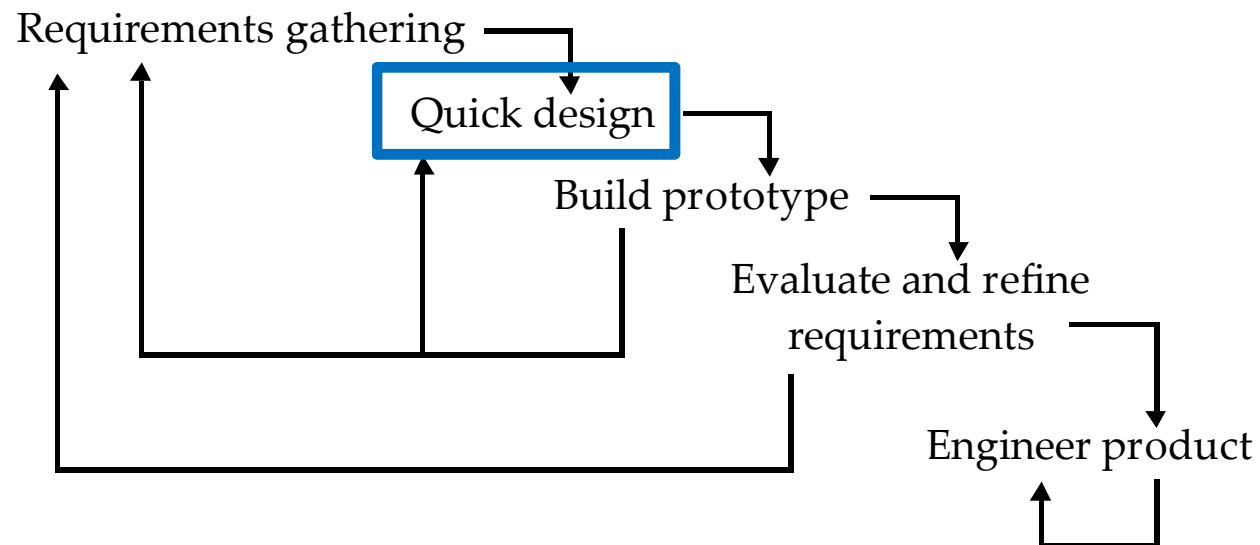 Requirements gathering
Quick design
Build prototype
Evaluate and refine
requirements
Engineer product